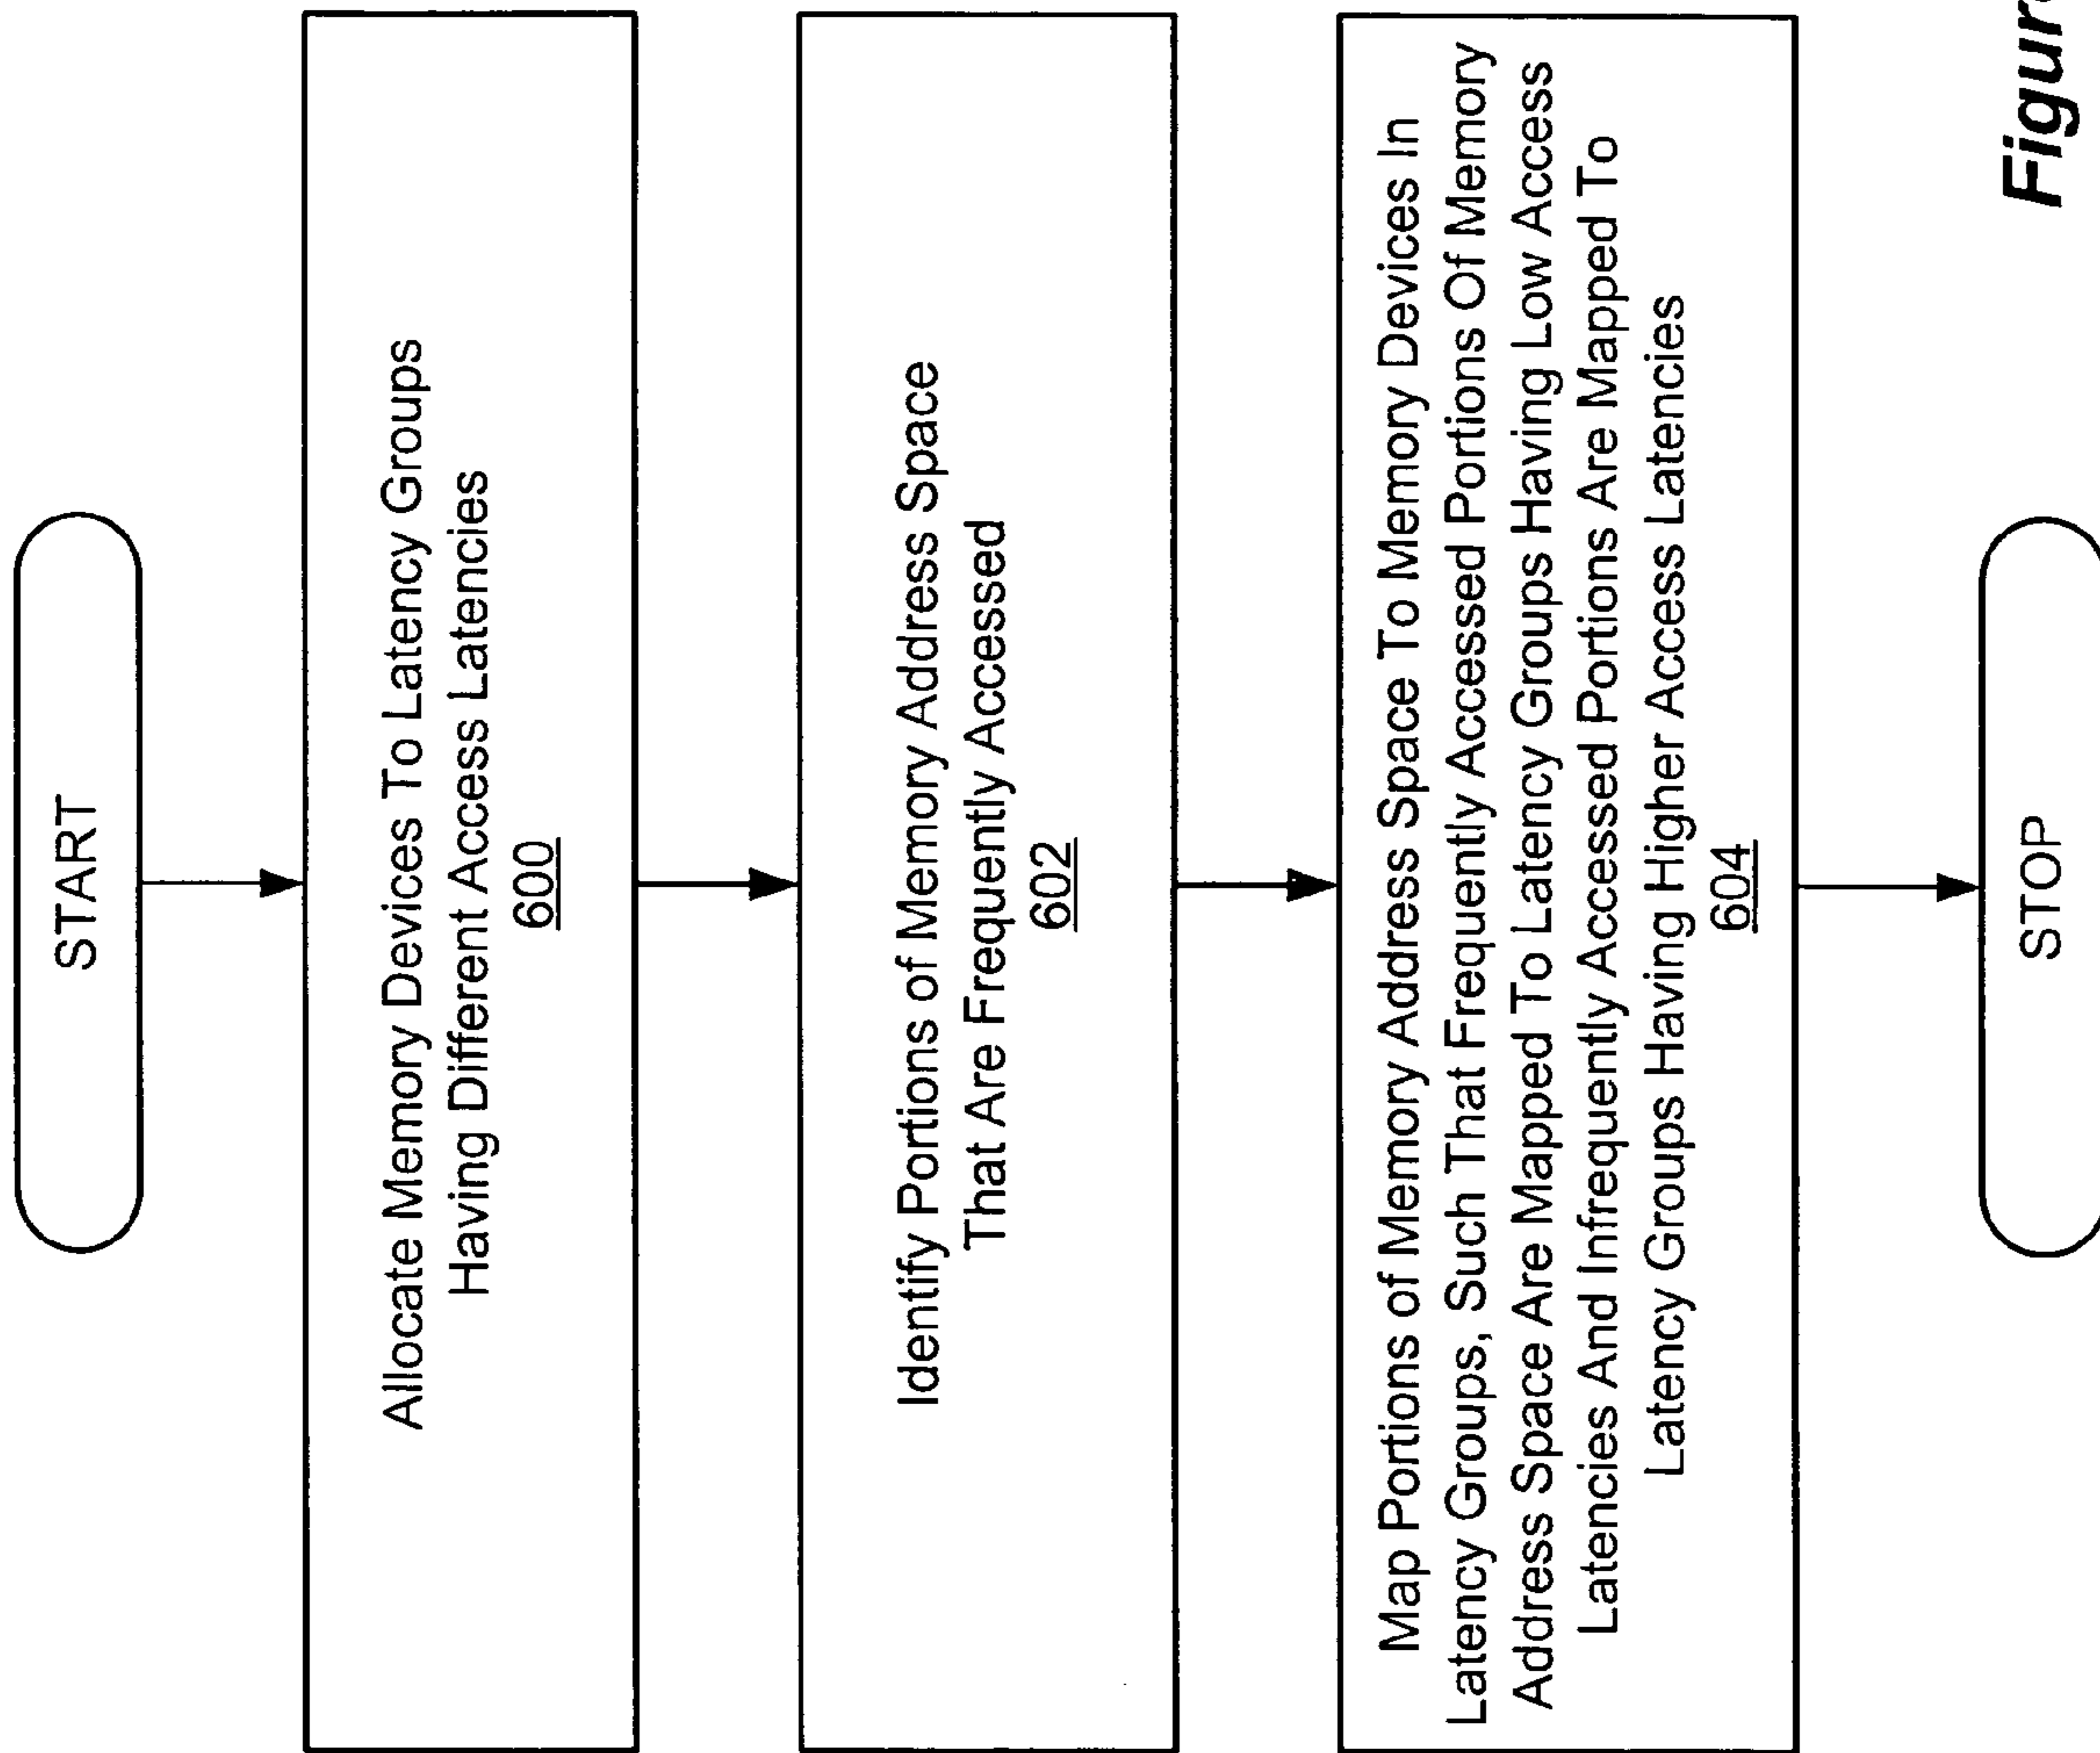 START
Allocate Memory Devices To Latency Groups
Having Different Access Latencies
600
Identify Portions of Memory Address Space
That Are Frequently Accessed
602
Map Portions of Memory Address Space To Memory Devices In
Latency Groups, Such That Frequently Accessed Portions Of Memory
Address Space Are Mapped To Latency Groups Having Low Access
Latencies And Infrequently Accessed Portions Are Mapped To
Latency Groups Having Higher Access Latencies
604
STOP